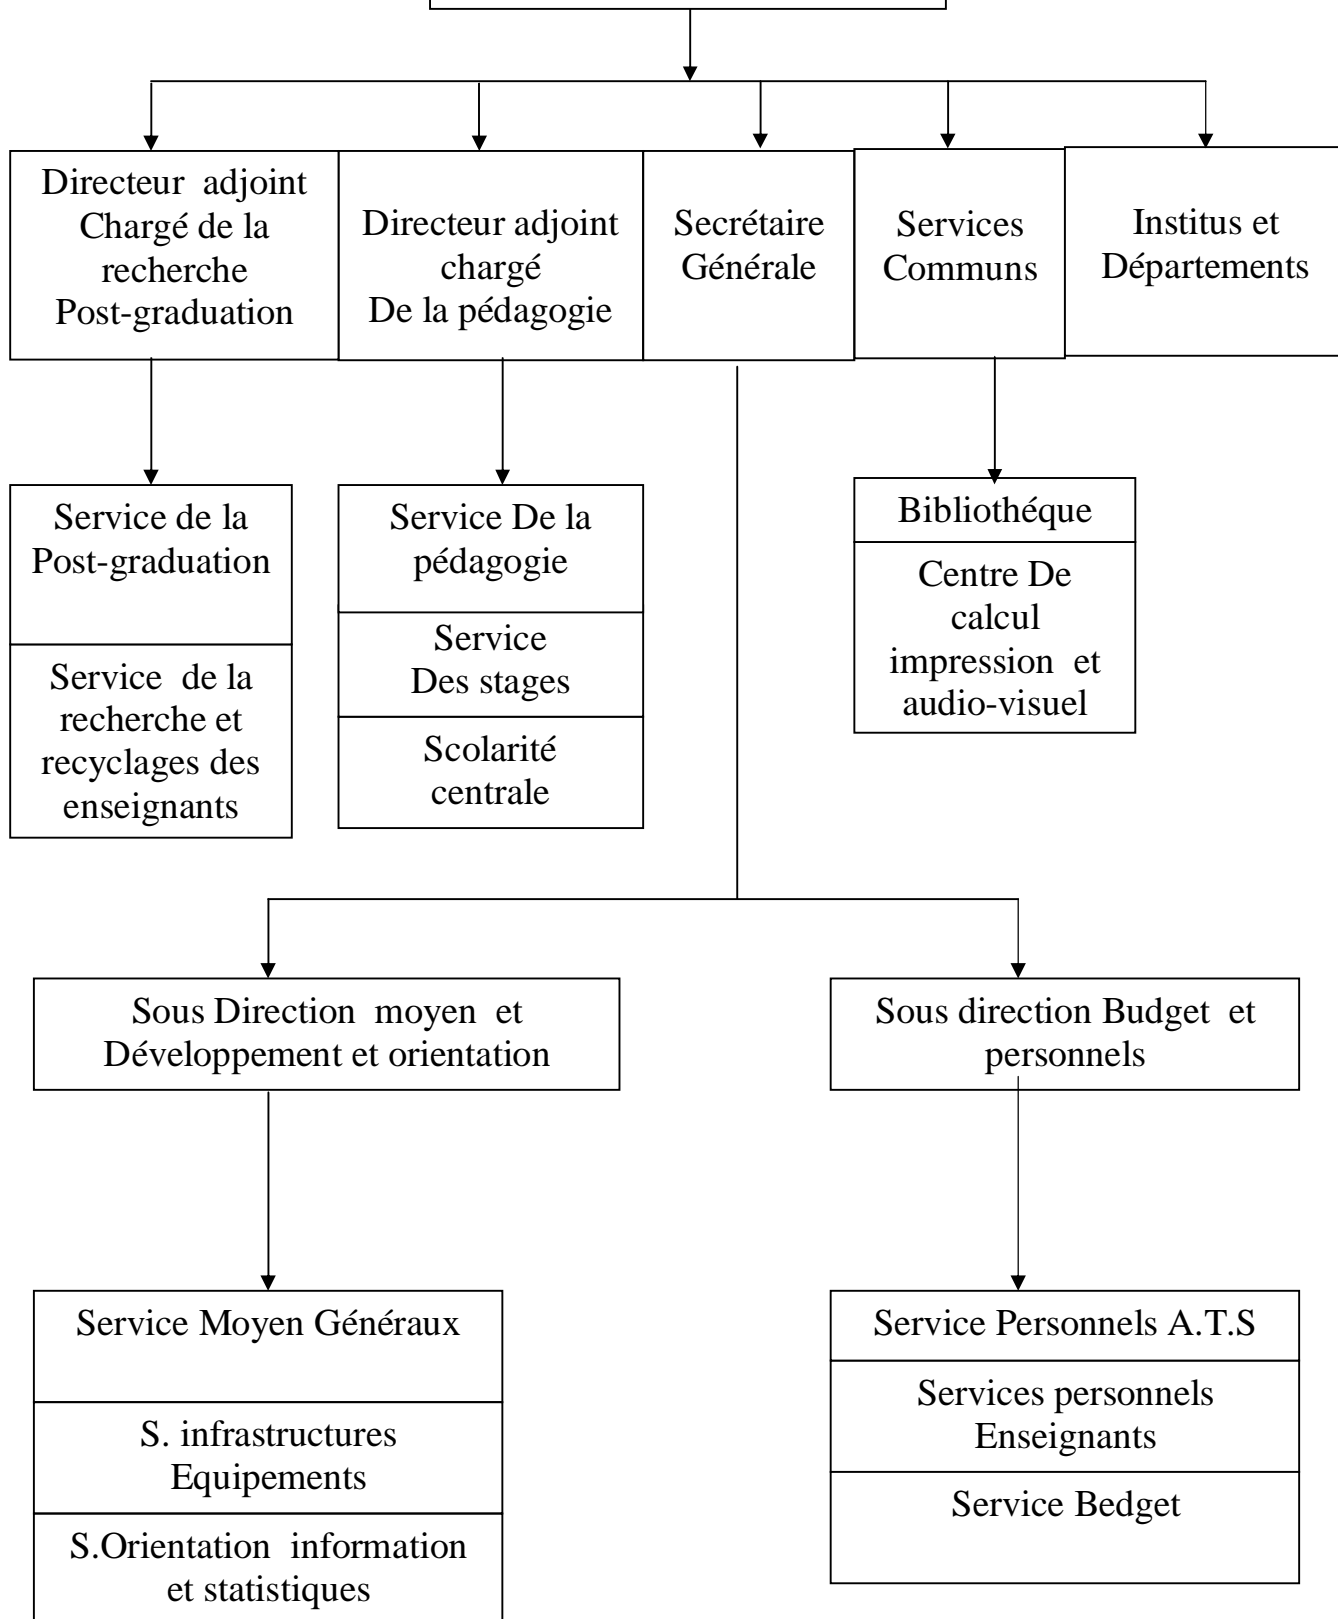 Directeur adjoint
Chargé de la
recherche
Post-graduation
Directeur adjoint
chargé
De la pédagogie
Secrétaire
Générale
Services
Communs
Institus et
Départements
Service de la
Post-graduation
Service de la
recherche et
recyclages des
enseignants
Service De la
pédagogie
Service
Des stages
Scolarité
centrale
Bibliothéque
Centre De
calcul
impression et
audio-visuel
Sous Direction moyen et
Développement et orientation
Sous direction Budget et
personnels
Service Moyen Généraux
S. infrastructures
Equipements
S.Orientation information
et statistiques
Service Personnels A.T.S
Services personnels
Enseignants
Service Bedget